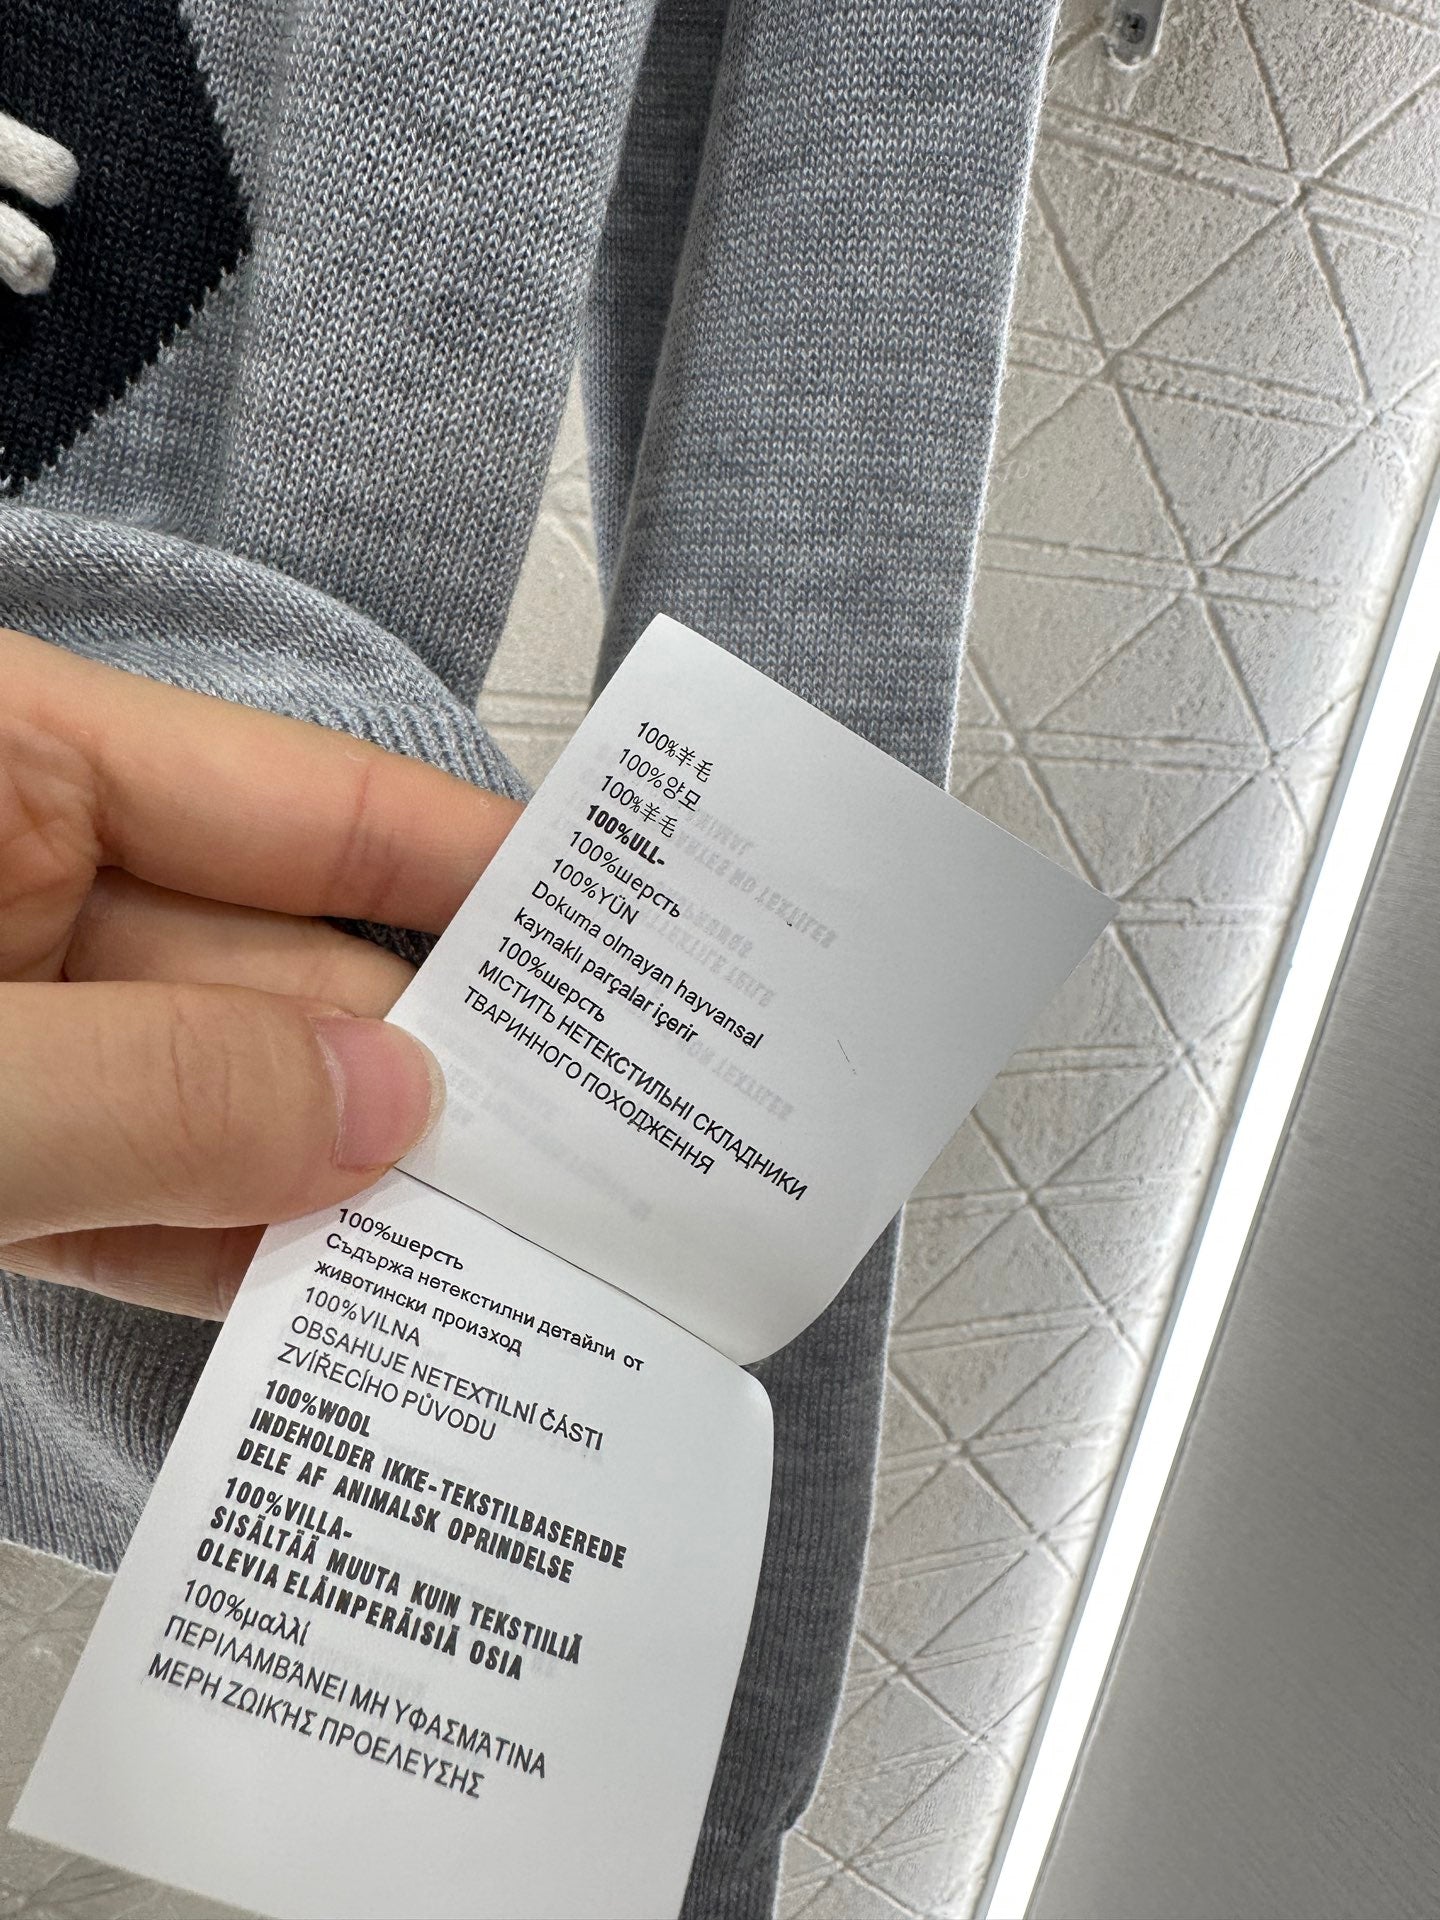 100%羊毛
100%양모
100%羊毛
100%ULL-
100%шерсть
100%YÜN
Dokuma olmayan hayvansal
kaynaklı parçalar içerir
100%шерсть
МІСТИТЬ НЕТЕКСТИЛЬНІ СКЛАДНИКИ
ТВАРИННОГО ПОХОДЖЕННЯ
100%шерсть
Съдържа нетекстилни детайли от
животински произход
100%VILNA
OBSAHUJE NETEXTILNÍ ČÁSTI
ZVÍŘECÍHO PŮVODU
100%WOOL
INDEHOLDER IKKE-TEKSTILBASEREDE
DELE AF ANIMALSK OPRINDELSE
100%VILLA-
SISÄLTÄÄ MUUTA KUIN TEKSTIILIÄ
OLEVIA ELÄINPERÄISIÄ OSIA
100%μαλλί
ΠΕΡΙΛΑΜΒΆΝΕΙ ΜΗ ΥΦΑΣΜΆΤΙΝΑ
ΜΕΡΗ ΖΩΙΚΉΣ ΠΡΟΕΛΕΥΣΗΣ